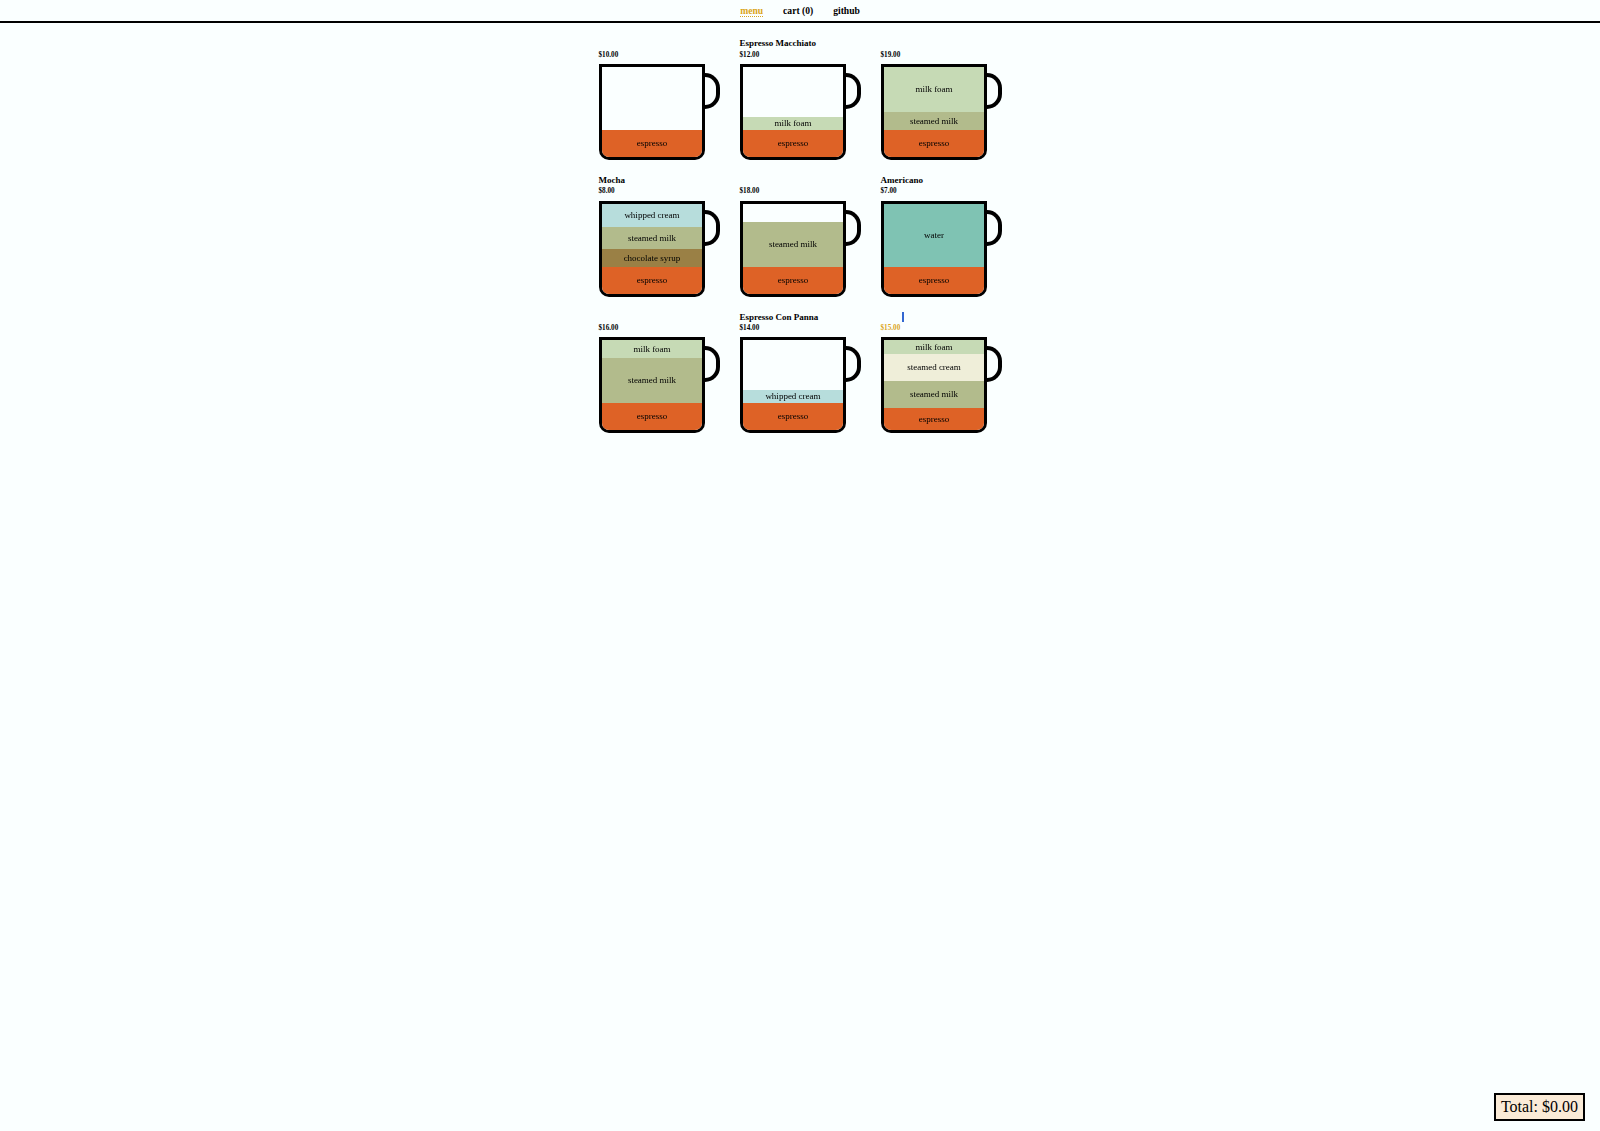 menu cart (0) github
$10.00
espresso
Espresso Macchiato
$12.00
milk foam
espresso
$19.00
milk foam
steamed milk
espresso
Mocha
$8.00
whipped cream
steamed milk
chocolate syrup
espresso
$18.00
steamed milk
espresso
Americano
$7.00
water
espresso
$16.00
milk foam
steamed milk
espresso
Espresso Con Panna
$14.00
whipped cream
espresso
$15.00
milk foam
steamed cream
steamed milk
espresso
Total: $0.00